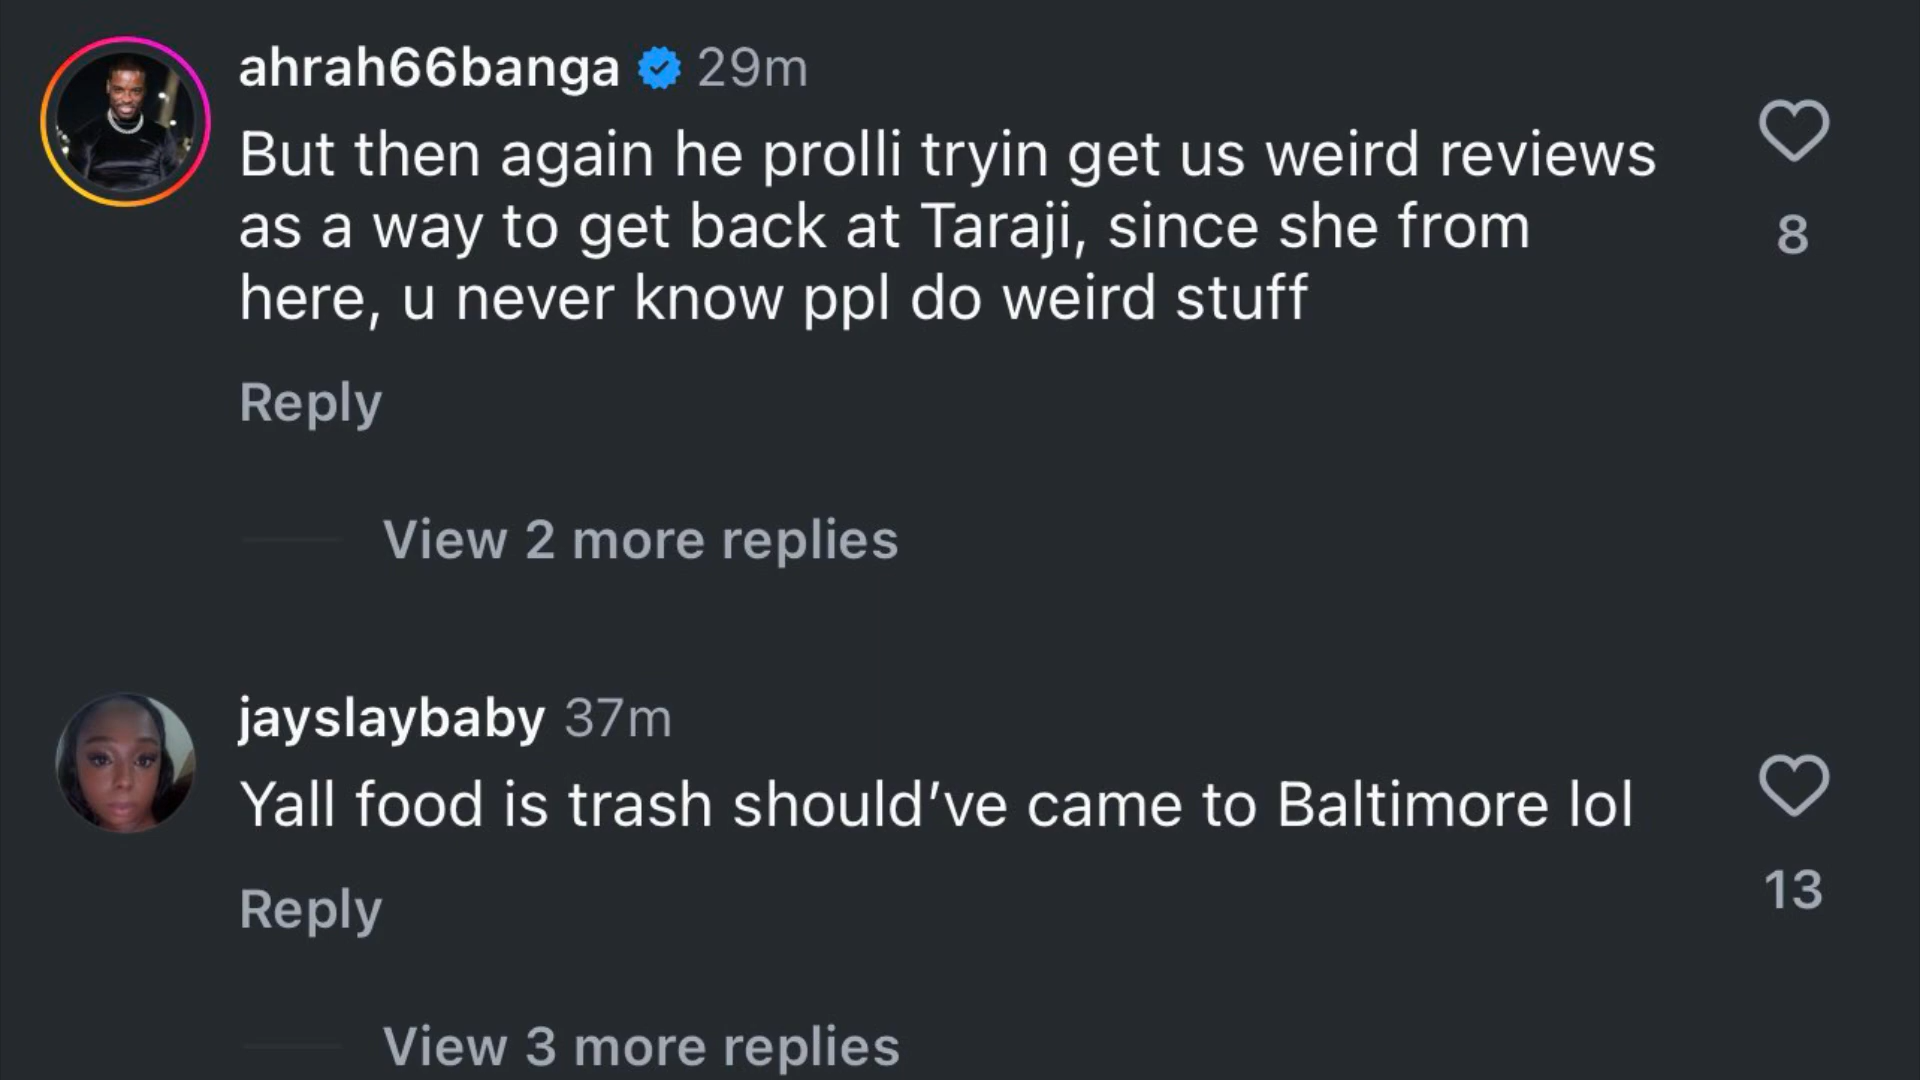 ahrah66banga 29m
But then again he prolli tryin get us weird reviews
as a way to get back at Taraji, since she from
here, u never know ppl do weird stuff
8
Reply
View 2 more replies
jayslaybaby 37m
Yall food is trash should’ve came to Baltimore lol
13
Reply
View 3 more replies